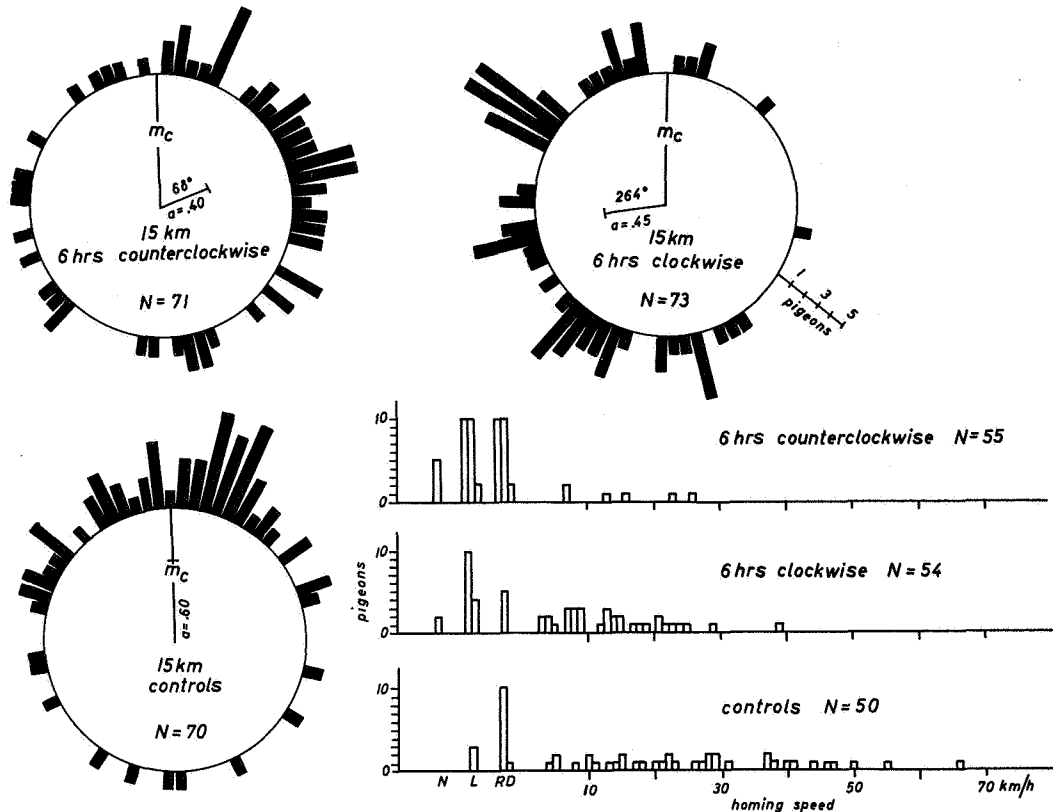 m_c
68°
a = .40
15 km
6 hrs counterclockwise
N = 71
m_c
264°
a = .45
15 km
6 hrs clockwise
N = 73
1 3 5
pigeons
m_c
a = .60
15 km
controls
N = 70
10
0
6 hrs counterclockwise N = 55
10
0
6 hrs clockwise N = 54
pigeons
10
0
controls N = 50
N L RD 10 30 50 70 km/h
homing speed